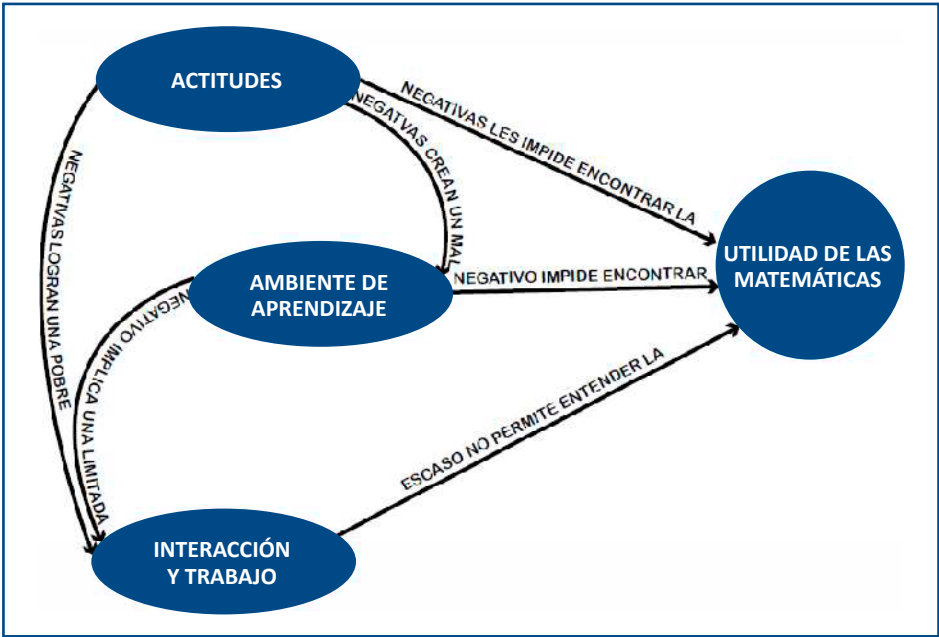 ACTITUDES
NEGATIVAS LES IMPIDE ENCONTRAR LA
NEGATVAS CREAN UN MAL
NEGATIVAS LOGRAN UNA POBRE
UTILIDAD DE LAS
MATEMÁTICAS
AMBIENTE DE
APRENDIZAJE
NEGATIVO IMPIDE ENCONTRAR
NEGATIVO IMPLICA UNA LIMITADA
ESCASO NO PERMITE ENTENDER LA
INTERACCIÓN
Y TRABAJO